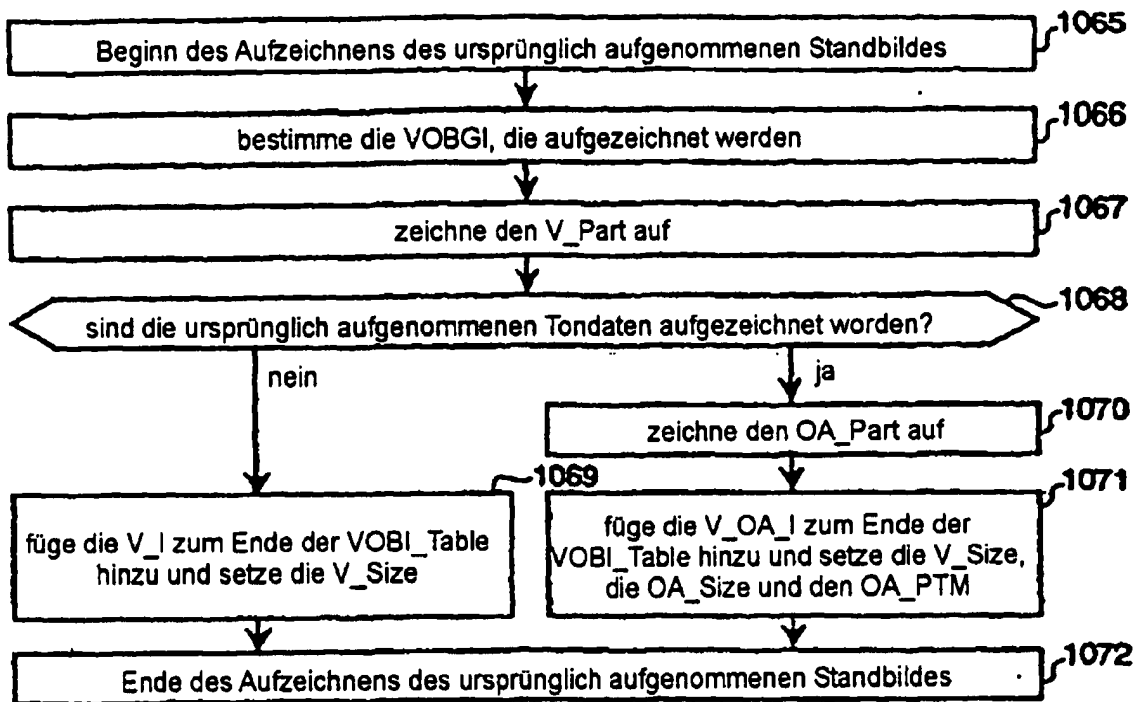 1065
Beginn des Aufzeichnens des ursprünglich aufgenommenen Standbildes
1066
bestimme die VOBGI, die aufgezeichnet werden
1067
zeichne den V_Part auf
1068
sind die ursprünglich aufgenommenen Tondaten aufgezeichnet worden?
nein
ja
1070
zeichne den OA_Part auf
1069
füge die V_I zum Ende der VOBI_Table
hinzu und setze die V_Size
1071
füge die V_OA_I zum Ende der
VOBI_Table hinzu und setze die V_Size,
die OA_Size und den OA_PTM
1072
Ende des Aufzeichnens des ursprünglich aufgenommenen Standbildes